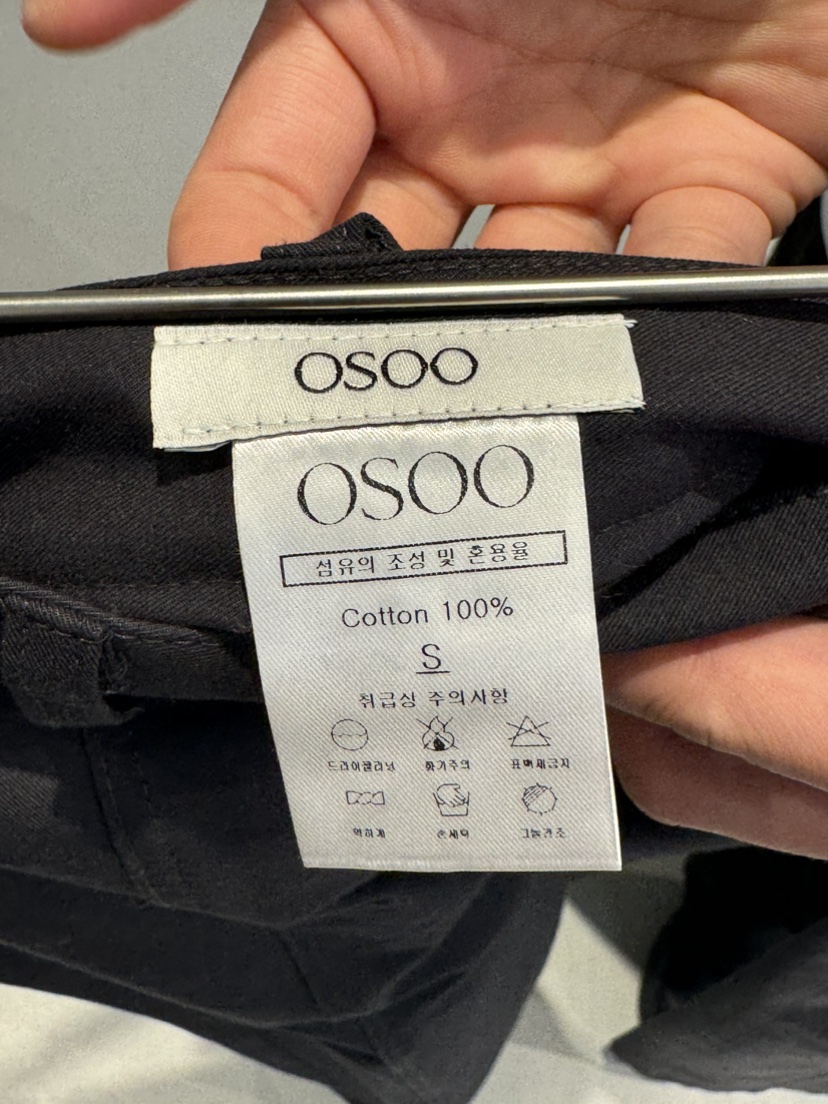 OSOO
OSOO
섬유의 조성 및 혼용율
Cotton 100%
S
취급상 주의사항
드라이클리닝 화기주의 표백제금지
약하게 손세탁 그늘건조